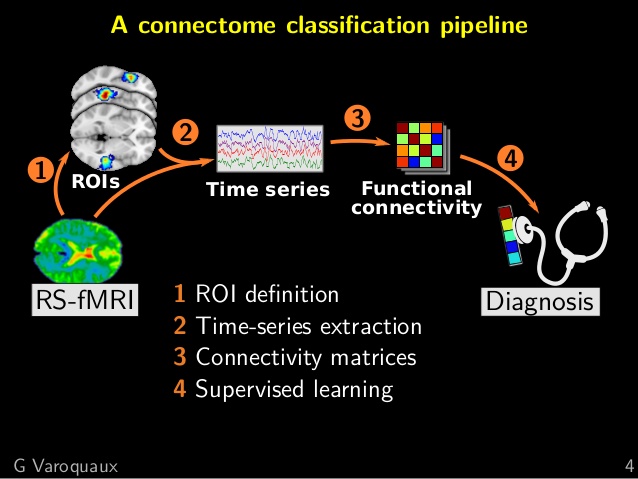 A connectome classification pipeline
1
ROIs
2
Time series
3
Functional
connectivity
4
RS-fMRI
Diagnosis
1 ROI definition
2 Time-series extraction
3 Connectivity matrices
4 Supervised learning
G Varoquaux
4